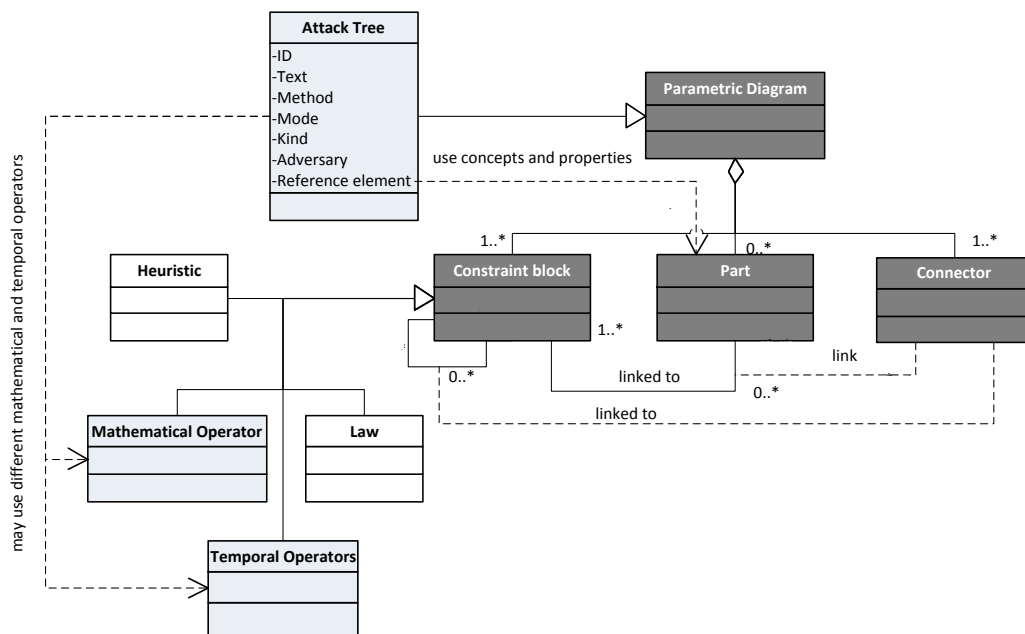 Attack Tree
-ID
-Text
-Method
-Mode
-Kind
-Adversary
-Reference element
Parametric Diagram
use concepts and properties
may use different mathematical and temporal operators
1..*
0..*
1..*
Heuristic
Constraint block
Part
Connector
1..*
0..*
linked to
0..*
link
linked to
Mathematical Operator
Law
Temporal Operators